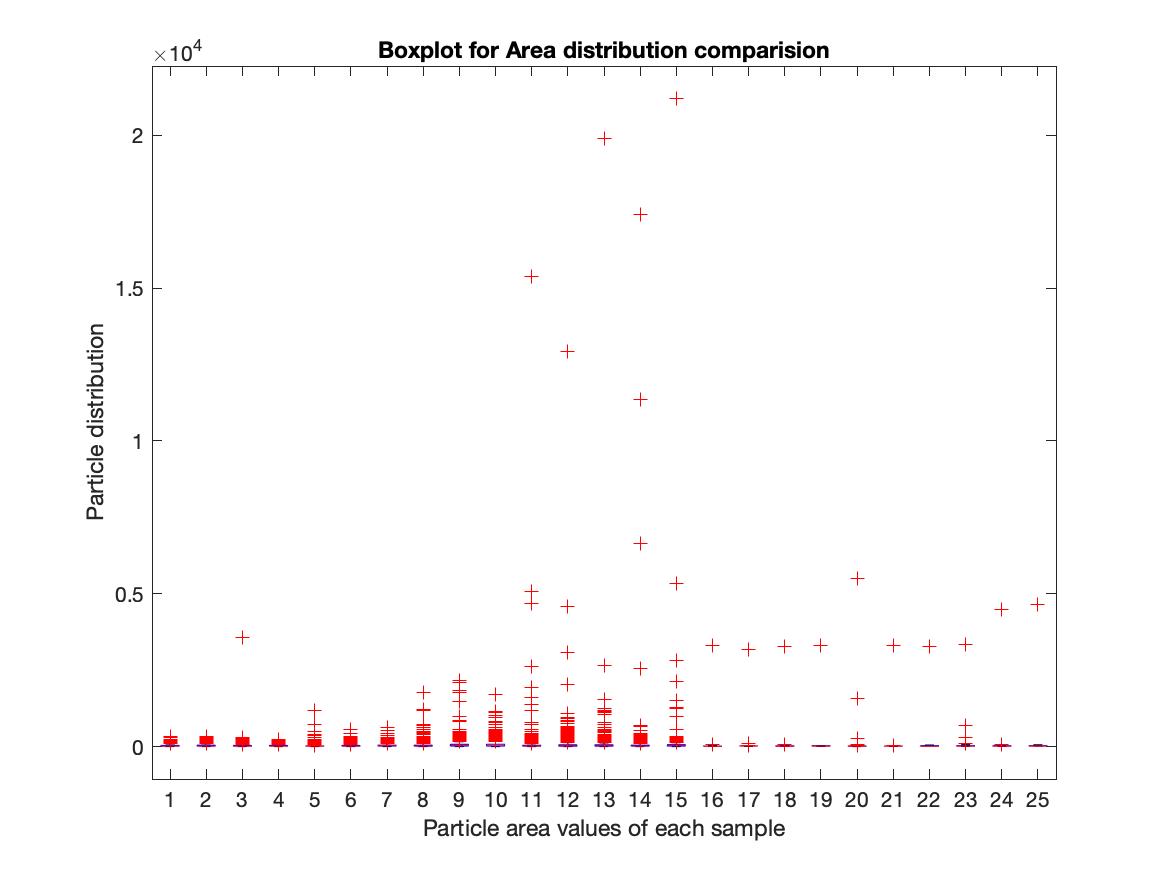 Boxplot for Area distribution comparision
×10⁴
2
1.5
1
0.5
0
Particle distribution
1 2 3 4 5 6 7 8 9 10 11 12 13 14 15 16 17 18 19 20 21 22 23 24 25
Particle area values of each sample